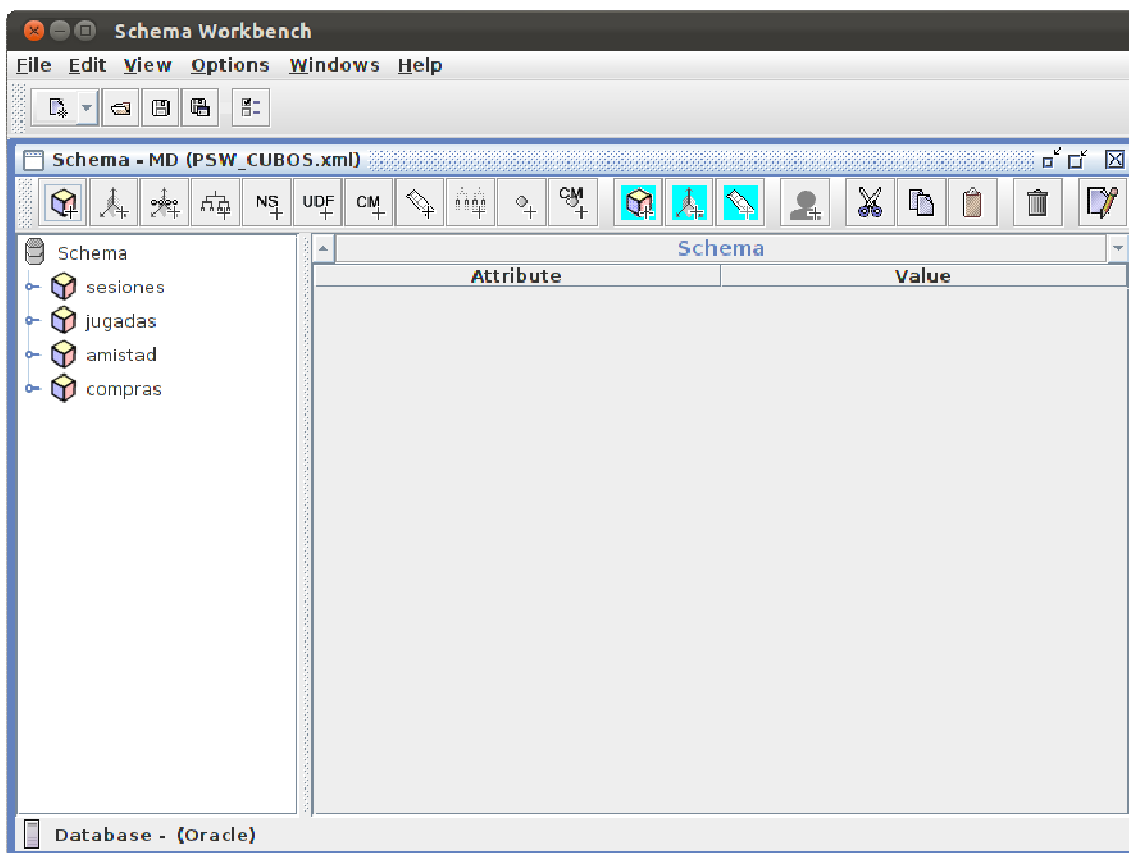 Schema Workbench
File Edit View Options Windows Help
Schema - MD (PSW_CUBOS.xml)
NS UDF CM CM
Schema
Schema
Attribute Value
sesiones
jugadas
amistad
compras
Database - (Oracle)